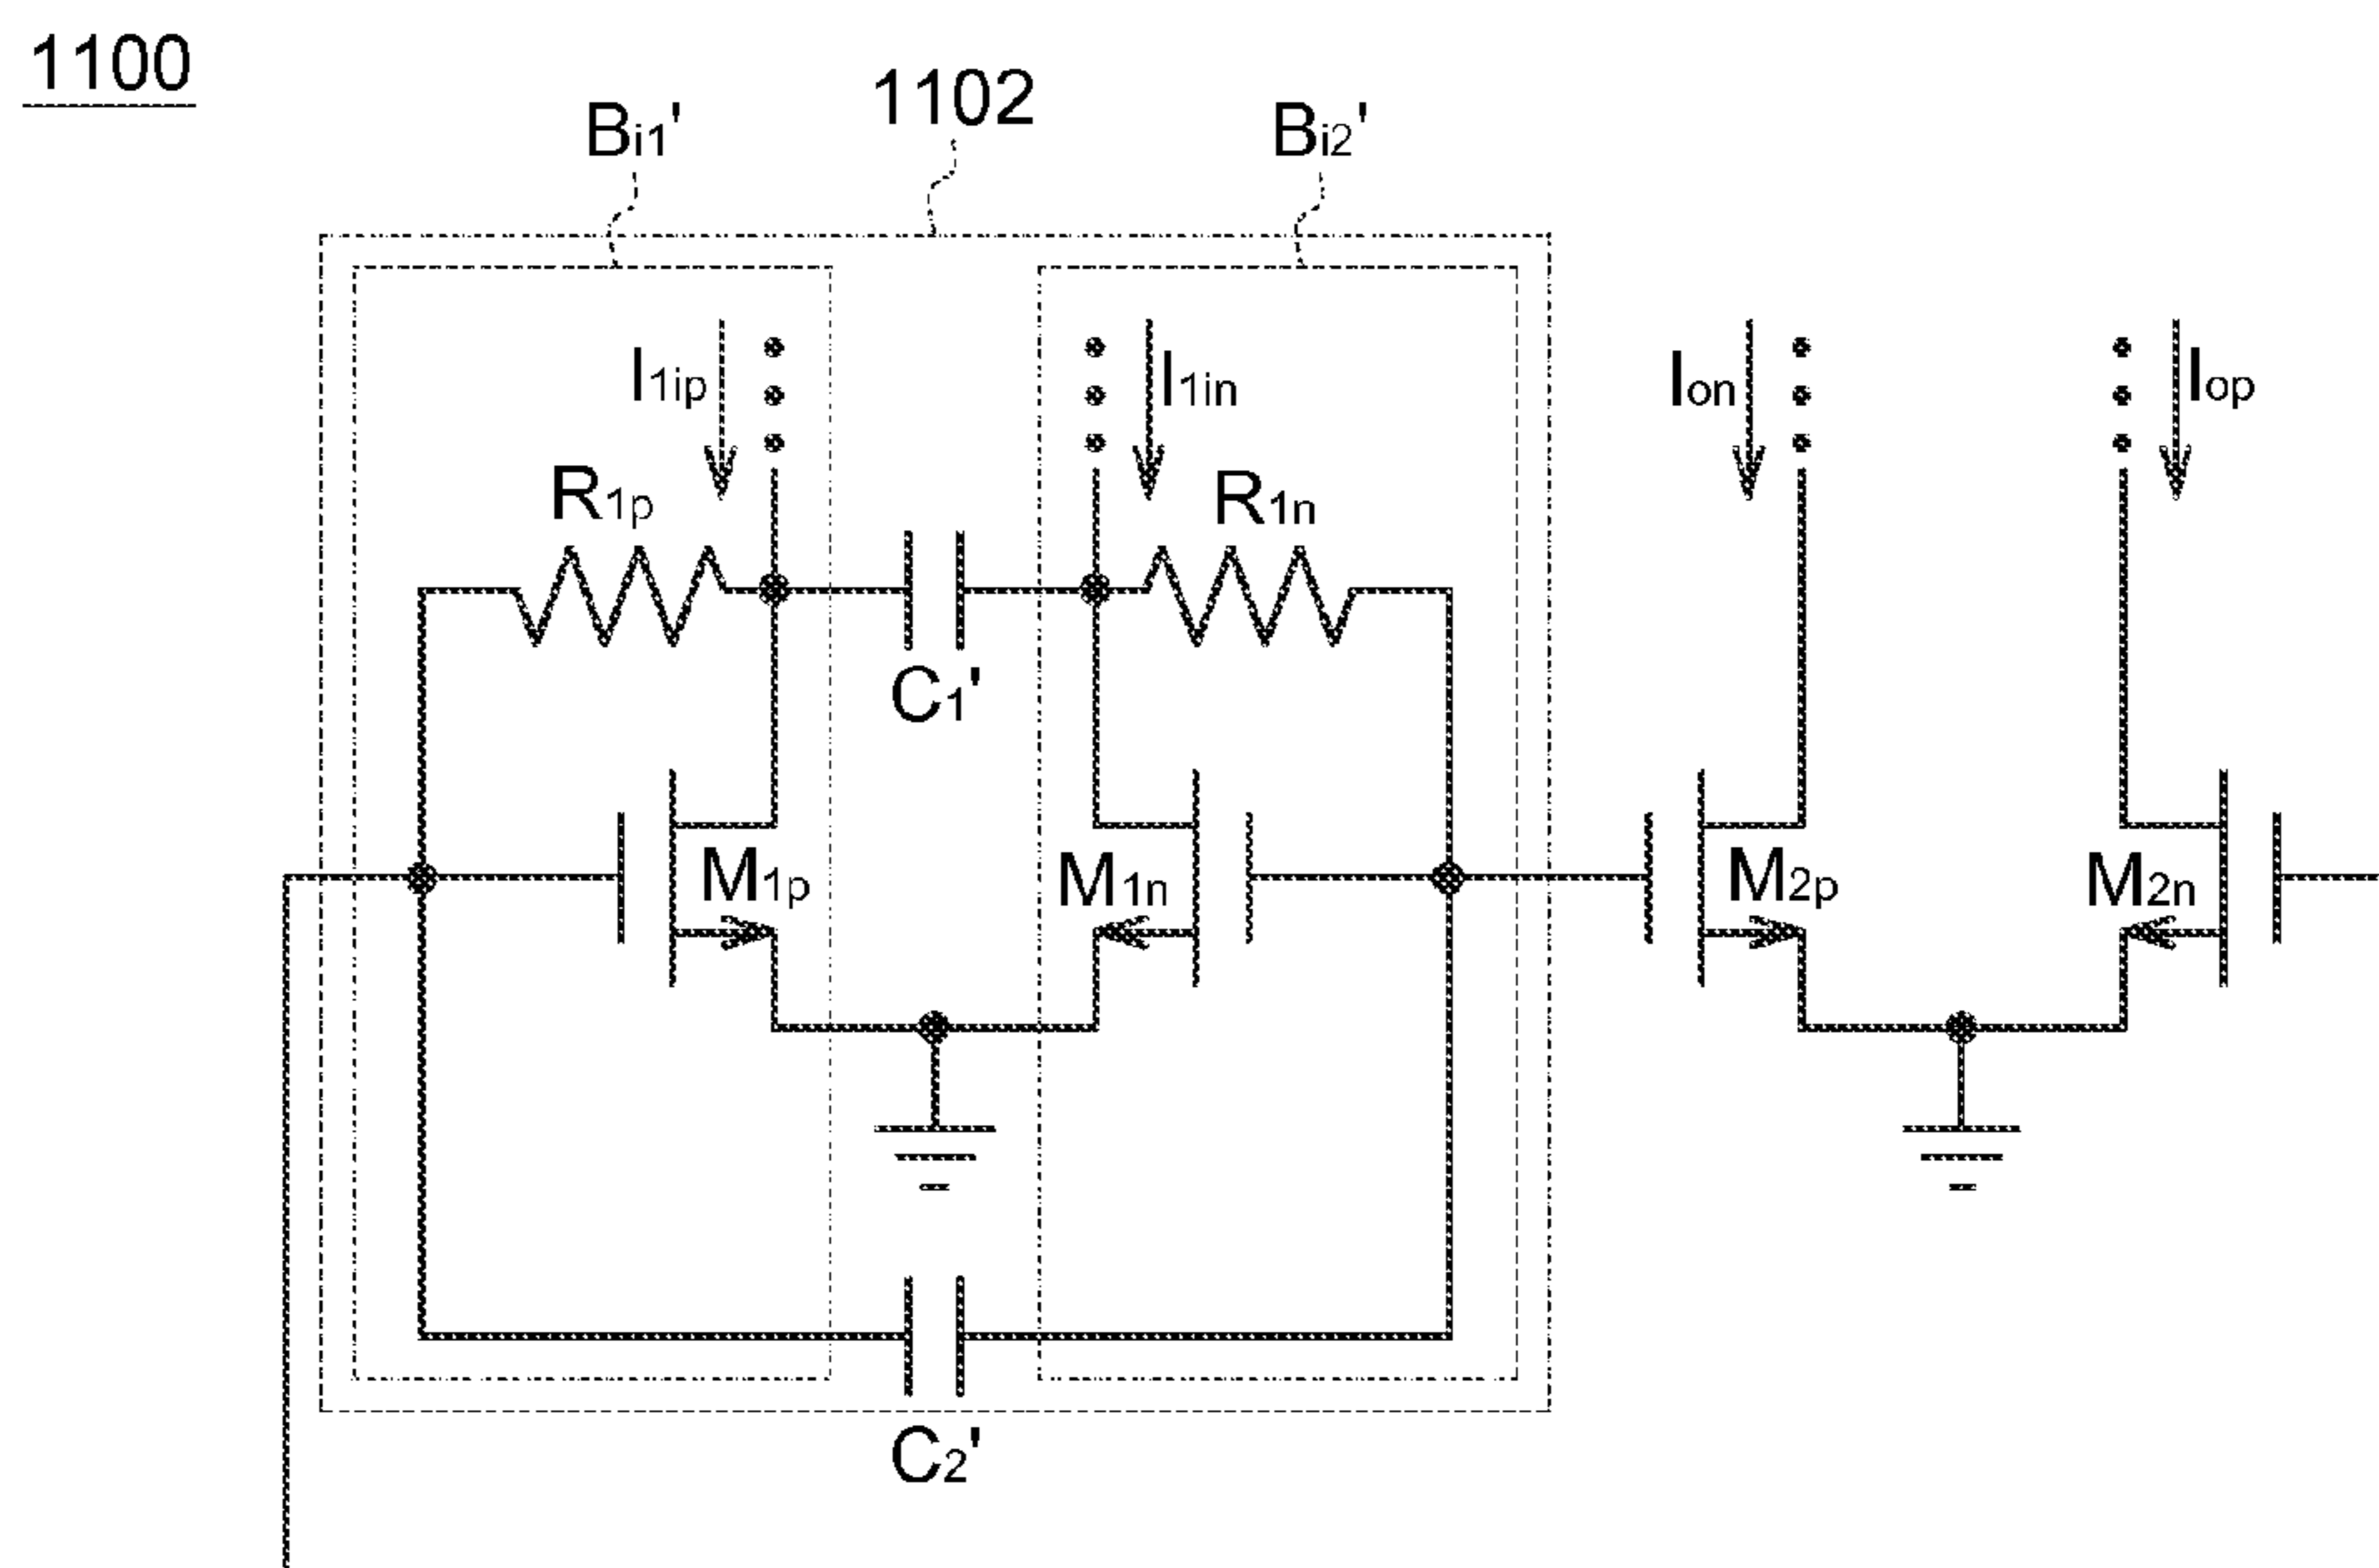 1100
1102
Bi1'
Bi2'
I1ip
I1in
Ion
Iop
R1p
R1n
C1'
M1p
M1n
M2p
M2n
C2'